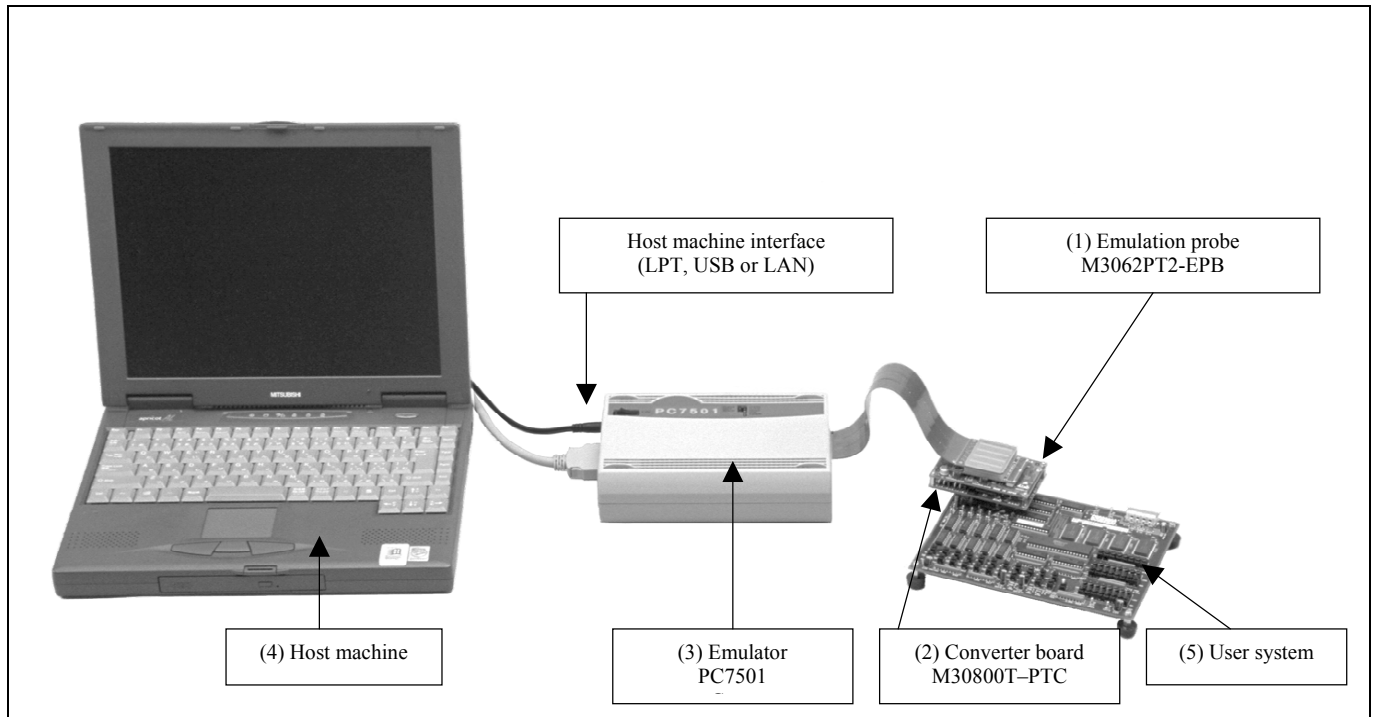 Host machine interface
(LPT, USB or LAN)
(1) Emulation probe
M3062PT2-EPB
MITSUBISHI
PC7501
(4) Host machine
(3) Emulator
PC7501
(2) Converter board
M30800T–PTC
(5) User system